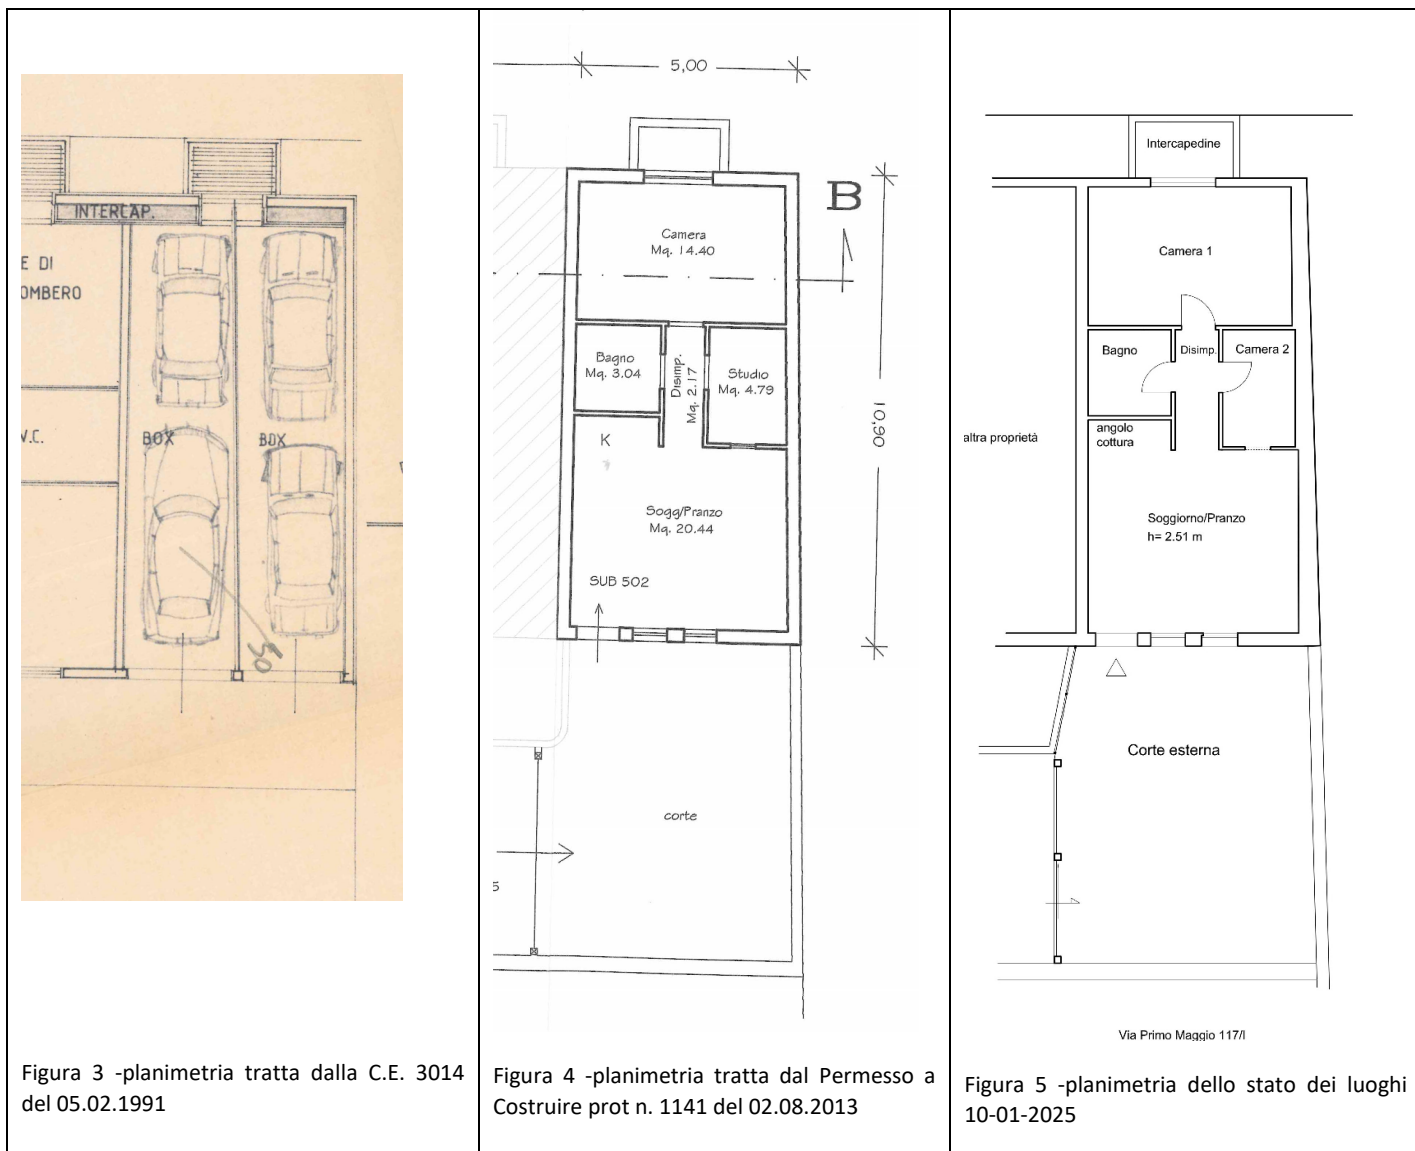 INTERCAP.
E DI
OMBERO
V.C.
BOX
BOX
50
Figura 3 -planimetria tratta dalla C.E. 3014
del 05.02.1991
5,00
B
Camera
Mq. 14.40
10,90
Bagno
Mq. 3.04
Disimp.
Mq. 2.17
Studio
Mq. 4.79
K
Sogg/Pranzo
Mq. 20.44
SUB 502
corte
5
Figura 4 -planimetria tratta dal Permesso a
Costruire prot n. 1141 del 02.08.2013
Intercapedine
Camera 1
Bagno
Disimp.
Camera 2
angolo
cottura
altra proprietà
Soggiorno/Pranzo
h= 2.51 m
Corte esterna
Via Primo Maggio 117/I
Figura 5 -planimetria dello stato dei luoghi
10-01-2025